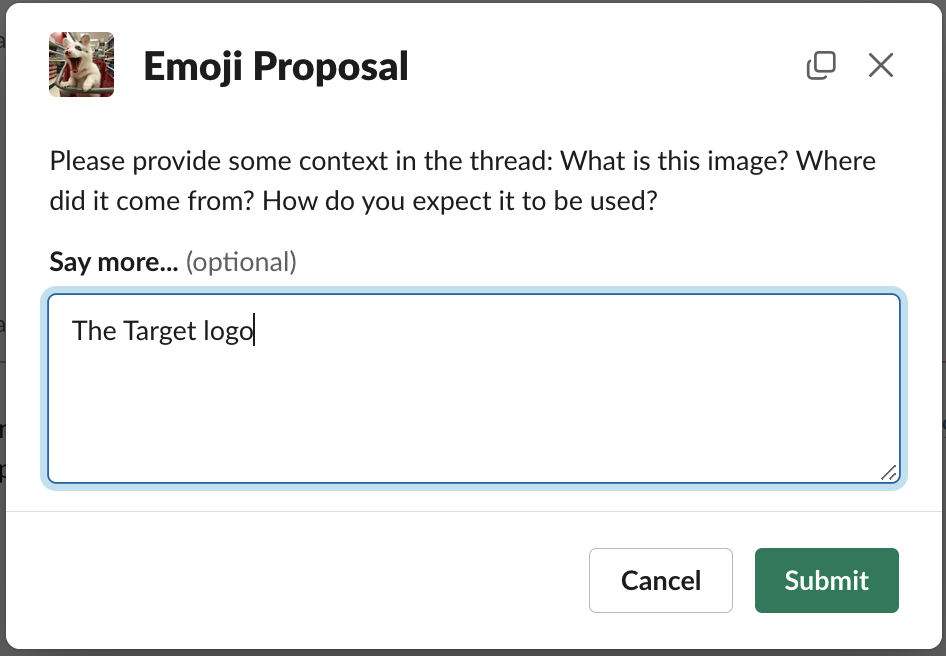 Emoji Proposal
Please provide some context in the thread: What is this image? Where
did it come from? How do you expect it to be used?
Say more... (optional)
The Target logo
Cancel
Submit